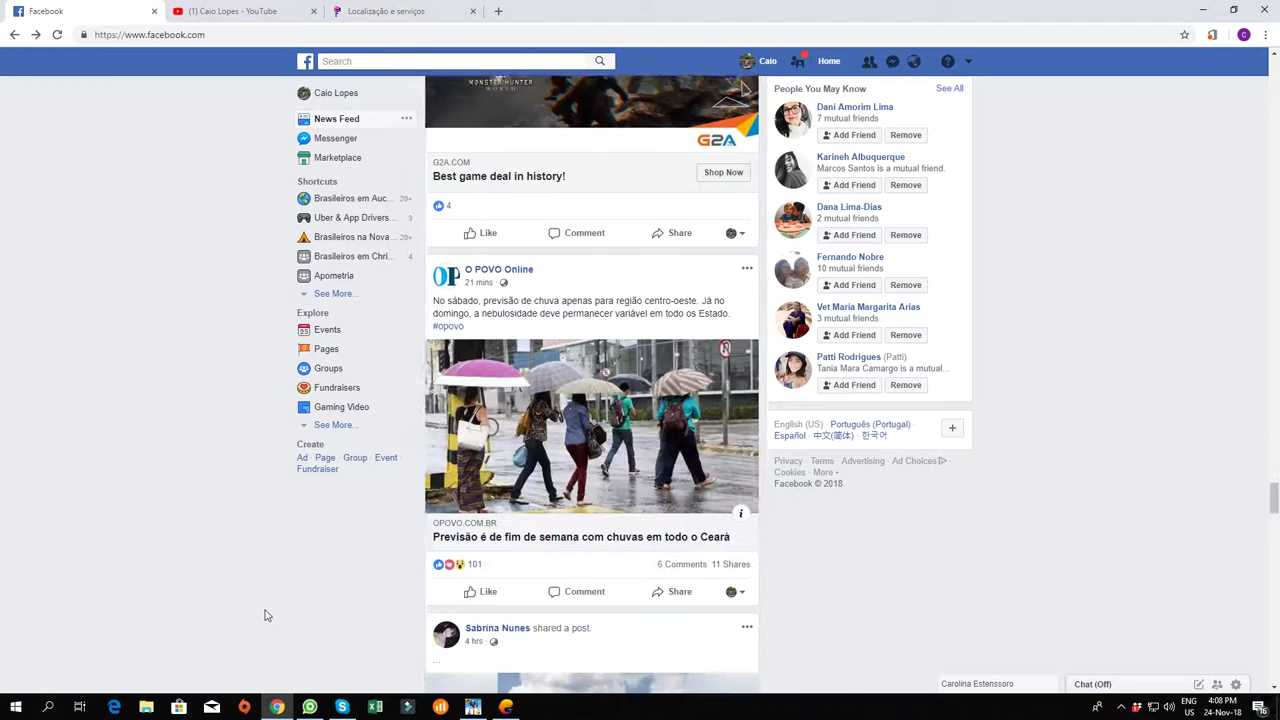 Facebook
(1) Caio Lopes - YouTube
Localização e serviços
https://www.facebook.com
Search
Caio
Home
Caio Lopes
News Feed
Messenger
Marketplace
Shortcuts
Brasileiros em Auc... 20+
Uber & App Drivers... 3
Brasileiros na Nova... 20+
Brasileiros em Chri... 4
Apometria
See More...
Explore
Events
Pages
Groups
Fundraisers
Gaming Video
See More...
Create
Ad Page Group Event
Fundraiser
MONSTER HUNTER
WORLD
G2A
G2A.COM
Best game deal in history!
Shop Now
4
Like Comment Share
OP
O POVO Online
21 mins
No sábado, previsão de chuva apenas para região centro-oeste. Já no
domingo, a nebulosidade deve permanecer variável em todo os Estado.
#opovo
OPOVO.COM.BR
Previsão é de fim de semana com chuvas em todo o Ceará
101 6 Comments 11 Shares
Like Comment Share
Sabrina Nunes shared a post.
4 hrs
...
People You May Know See All
Dani Amorim Lima
7 mutual friends
Add Friend Remove
Karineh Albuquerque
Marcos Santos is a mutual friend.
Add Friend Remove
Dana Lima-Dias
2 mutual friends
Add Friend Remove
Fernando Nobre
10 mutual friends
Add Friend Remove
Vet Maria Margarita Arias
3 mutual friends
Add Friend Remove
Patti Rodrigues (Patti)
Tania Mara Camargo is a mutual...
Add Friend Remove
English (US) · Português (Portugal) ·
Español · 中文(简体) · 한국어
Privacy · Terms · Advertising · Ad Choices ·
Cookies · More
Facebook © 2018
Carolina Estenssoro
Chat (Off)
ENG
US
4:08 PM
24-Nov-18